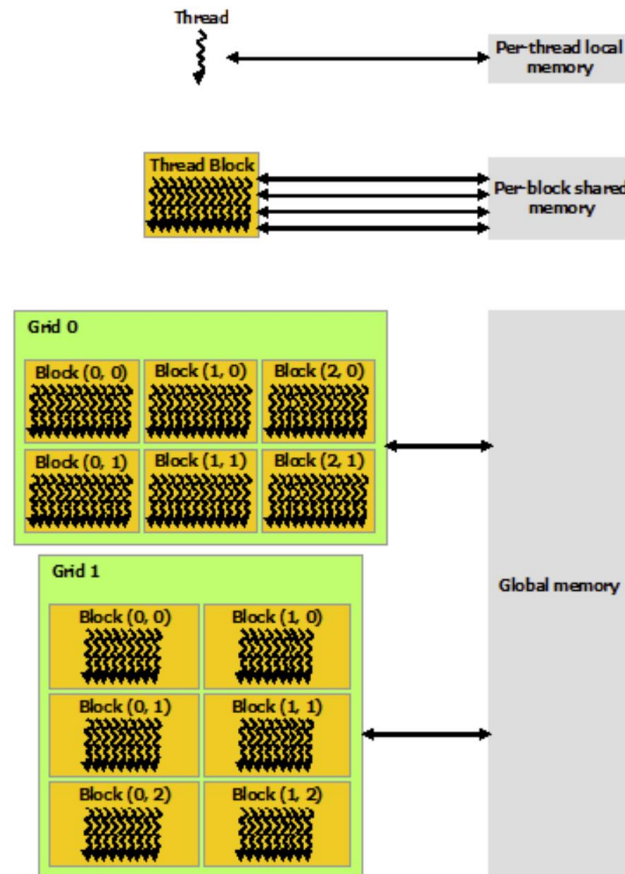 Thread
Per-thread local
memory
Thread Block
Per-block shared
memory
Grid 0
Block (0, 0)
Block (1, 0)
Block (2, 0)
Block (0, 1)
Block (1, 1)
Block (2, 1)
Global memory
Grid 1
Block (0, 0)
Block (1, 0)
Block (0, 1)
Block (1, 1)
Block (0, 2)
Block (1, 2)